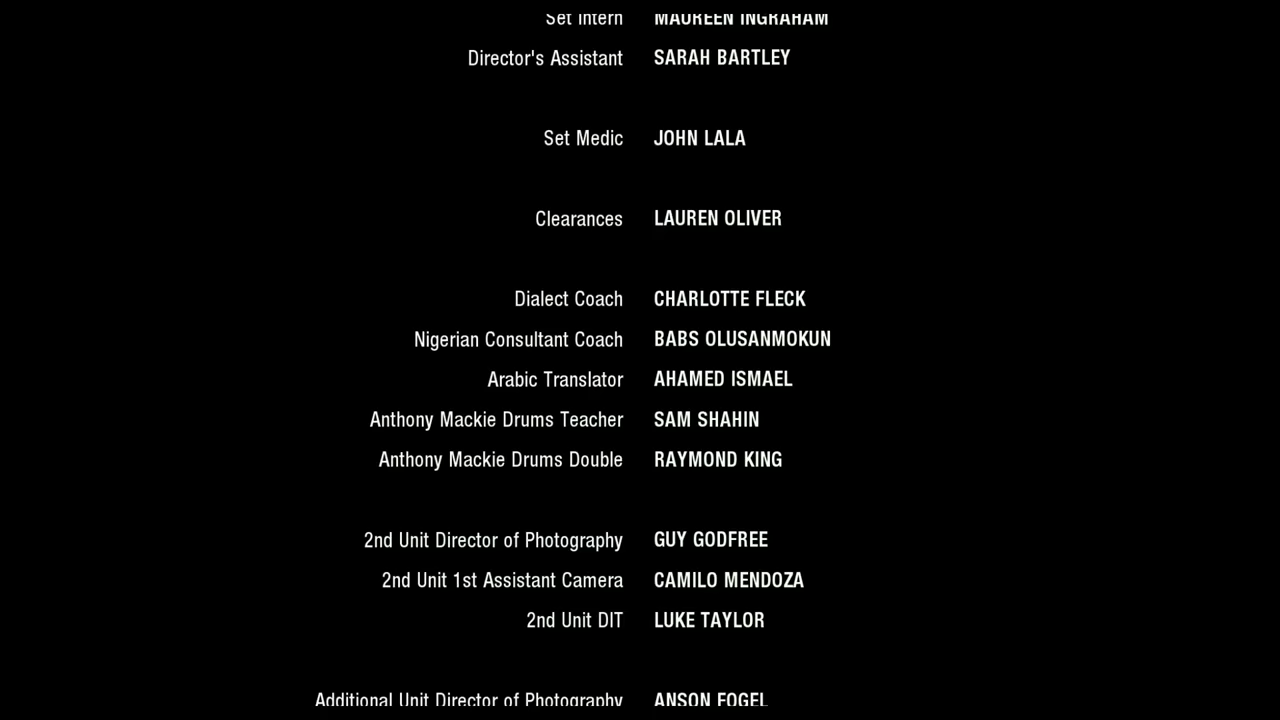 Set Intern MAUREEN INGRAHAM
Director's Assistant SARAH BARTLEY
Set Medic JOHN LALA
Clearances LAUREN OLIVER
Dialect Coach CHARLOTTE FLECK
Nigerian Consultant Coach BABS OLUSANMOKUN
Arabic Translator AHAMED ISMAEL
Anthony Mackie Drums Teacher SAM SHAHIN
Anthony Mackie Drums Double RAYMOND KING
2nd Unit Director of Photography GUY GODFREE
2nd Unit 1st Assistant Camera CAMILO MENDOZA
2nd Unit DIT LUKE TAYLOR
Additional Unit Director of Photography ANSON FOGEL